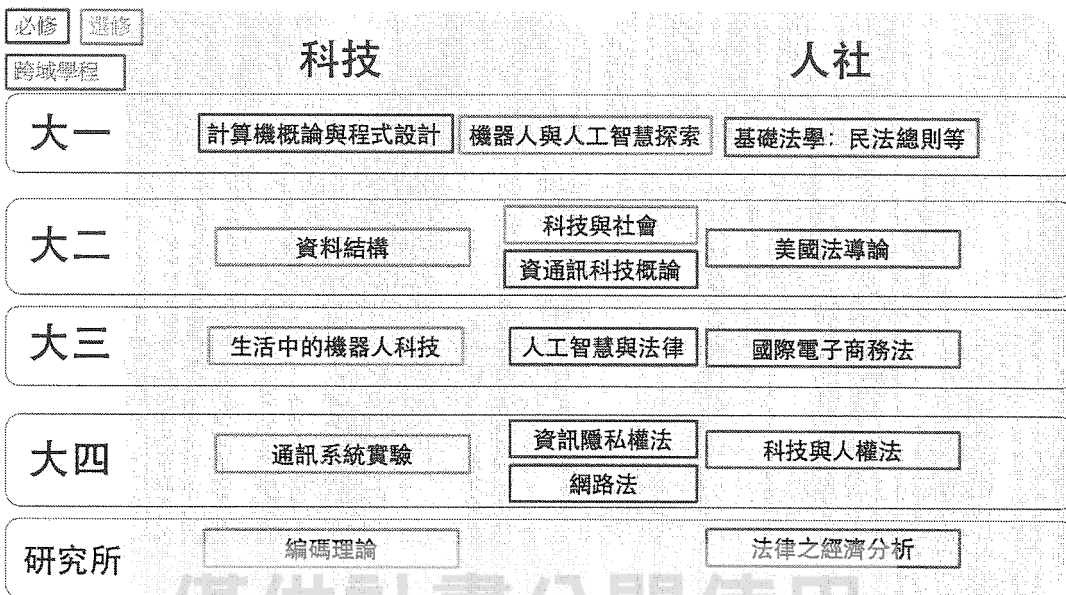 必修 選修
跨域學程
科技 人社
大一 計算機概論與程式設計 機器人與人工智慧探索 基礎法學：民法總則等
大二 資料結構 科技與社會 資通訊科技概論 美國法導論
大三 生活中的機器人科技 人工智慧與法律 國際電子商務法
大四 通訊系統實驗 資訊隱私權法 網路法 科技與人權法
研究所 編碼理論 法律之經濟分析